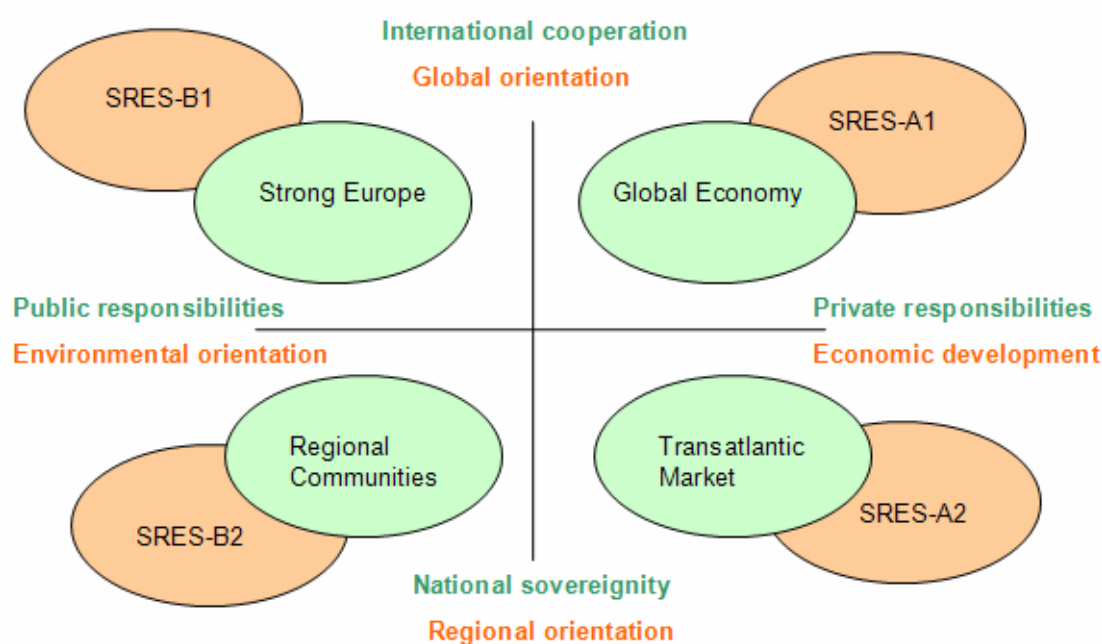 International cooperation
Global orientation
SRES-B1
SRES-A1
Strong Europe
Global Economy
Public responsibilities
Private responsibilities
Environmental orientation
Economic development
Regional
Communities
Transatlantic
Market
SRES-B2
SRES-A2
National sovereignity
Regional orientation